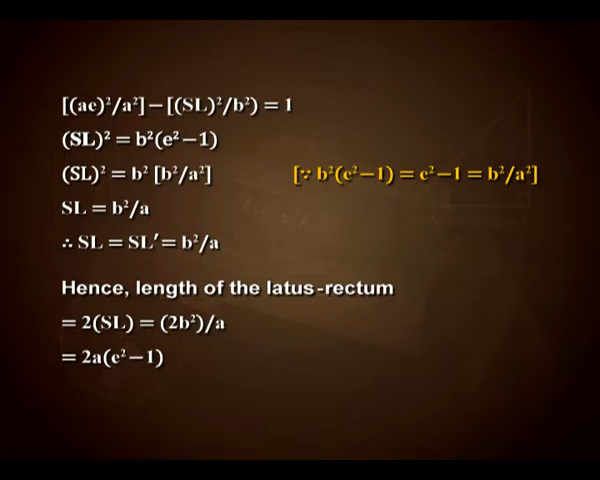 [(ae)²/a²] – [(SL)²/b²) = 1
(SL)² = b²(e² – 1)
(SL)² = b² [b²/a²] [∵ b²(e² – 1) = e² – 1 = b²/a²]
SL = b²/a
∴ SL = SL′ = b²/a
Hence, length of the latus-rectum
= 2(SL) = (2b²)/a
= 2a(e² – 1)